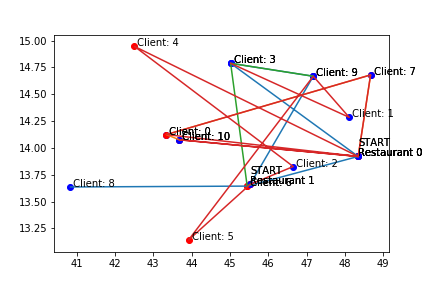 15.00
14.75
14.50
14.25
14.00
13.75
13.50
13.25
Client: 4
Client: 3
Client: 9
Client: 7
Client: 1
Client: 0
Client: 10
START
Restaurant 0
Client: 2
START
Restaurant 1
Client: 8
Client: 5
41 42 43 44 45 46 47 48 49